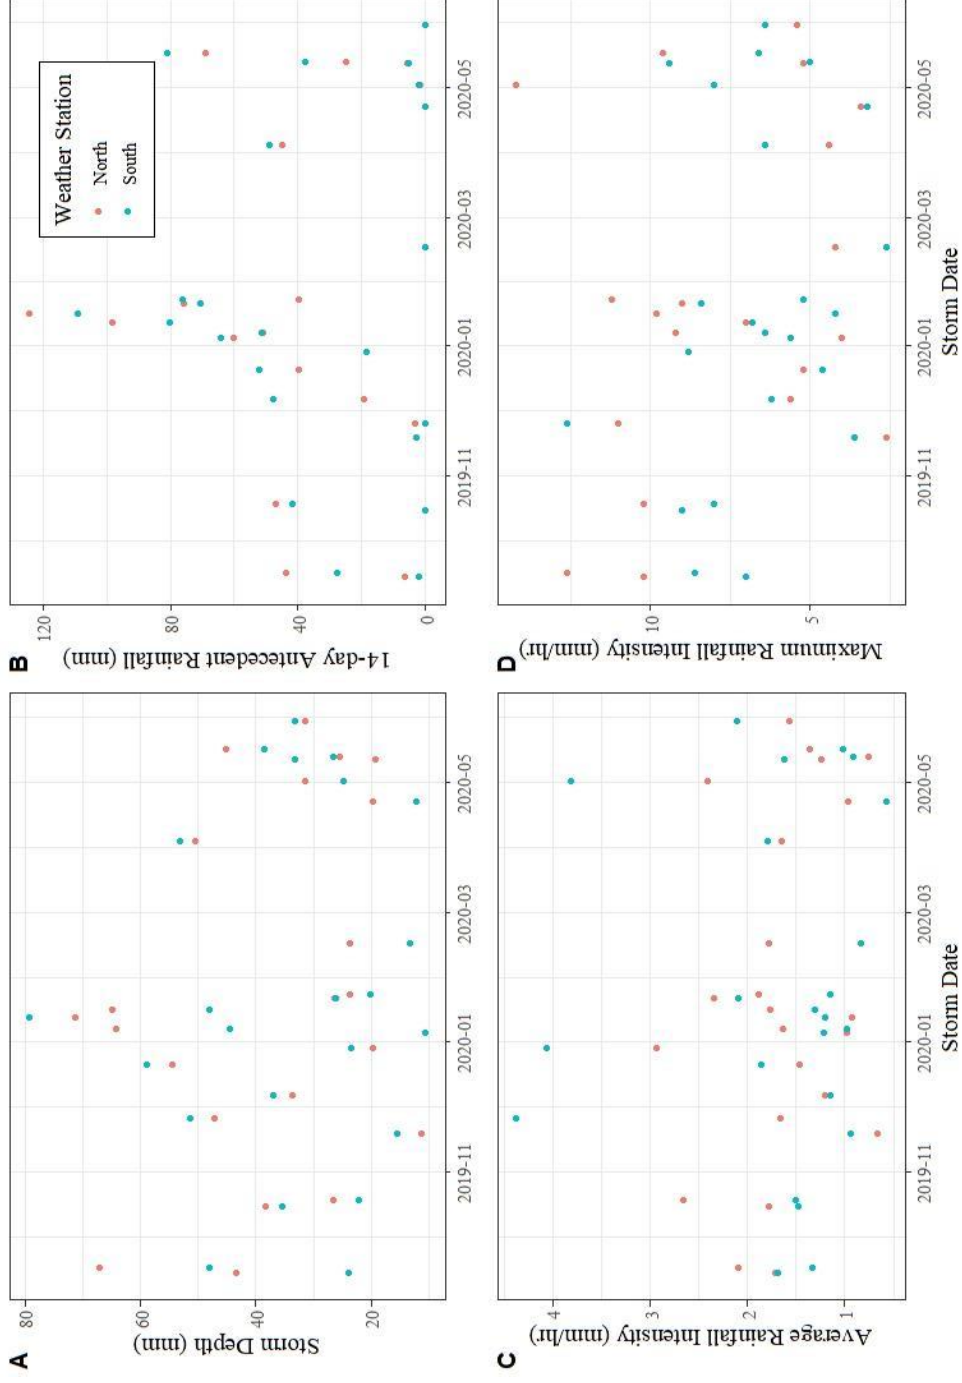 A
Storm Depth (mm)
80
60
40
20
2019-11
2020-01
2020-03
2020-05
B
14-day Antecedent Rainfall (mm)
120
80
40
0
2019-11
2020-01
2020-03
2020-05
Weather Station
North
South
C
Average Rainfall Intensity (mm/hr)
4
3
2
1
2019-11
2020-01
2020-03
2020-05
Storm Date
D
Maximum Rainfall Intensity (mm/hr)
10
5
2019-11
2020-01
2020-03
2020-05
Storm Date